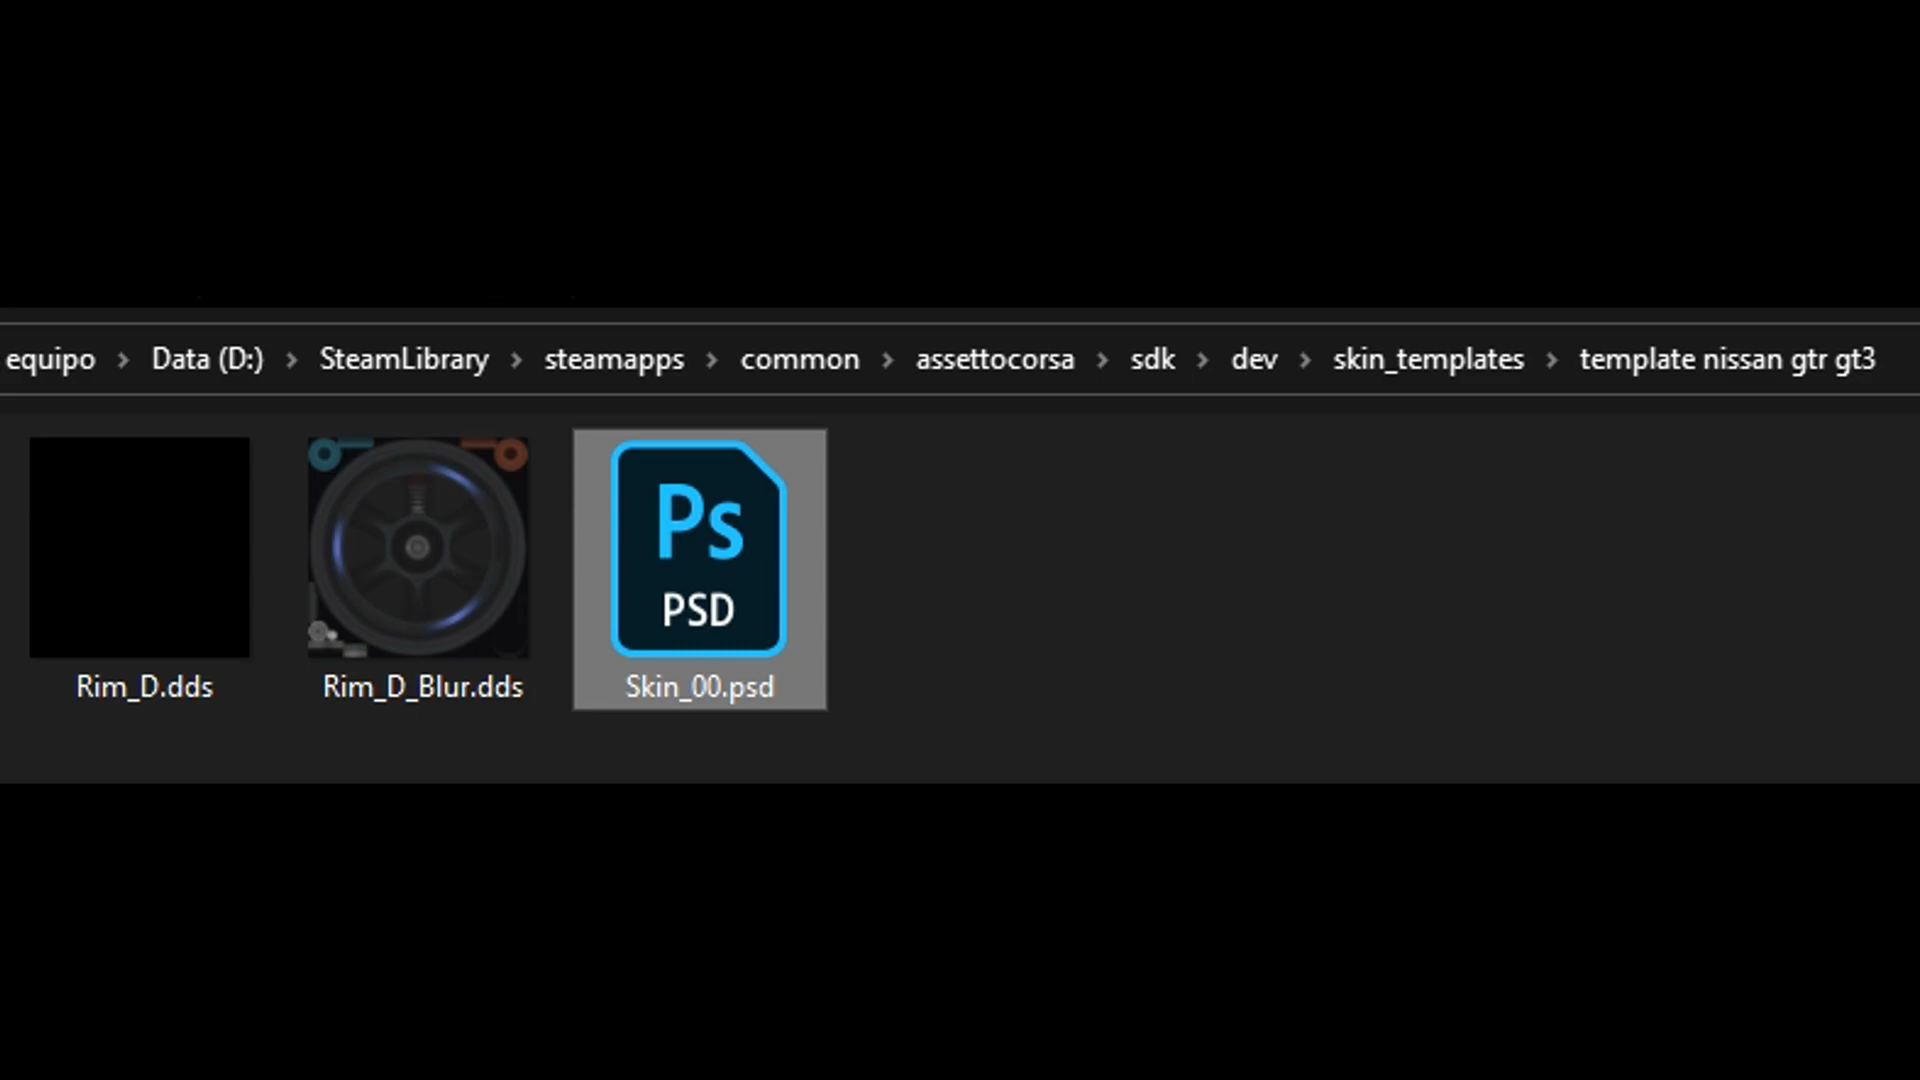 equipo > Data (D:) > SteamLibrary > steamapps > common > assettocorsa > sdk > dev > skin_templates > template nissan gtr gt3
Ps
PSD
Rim_D.dds
Rim_D_Blur.dds
Skin_00.psd